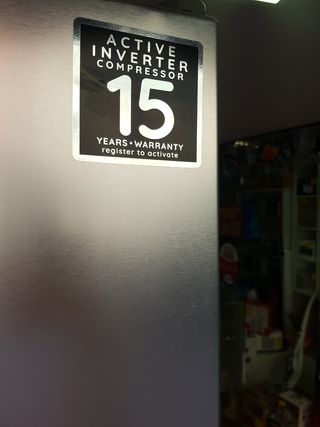 ACTIVE
INVERTER
COMPRESSOR
15
YEARS • WARRANTY
register to activate